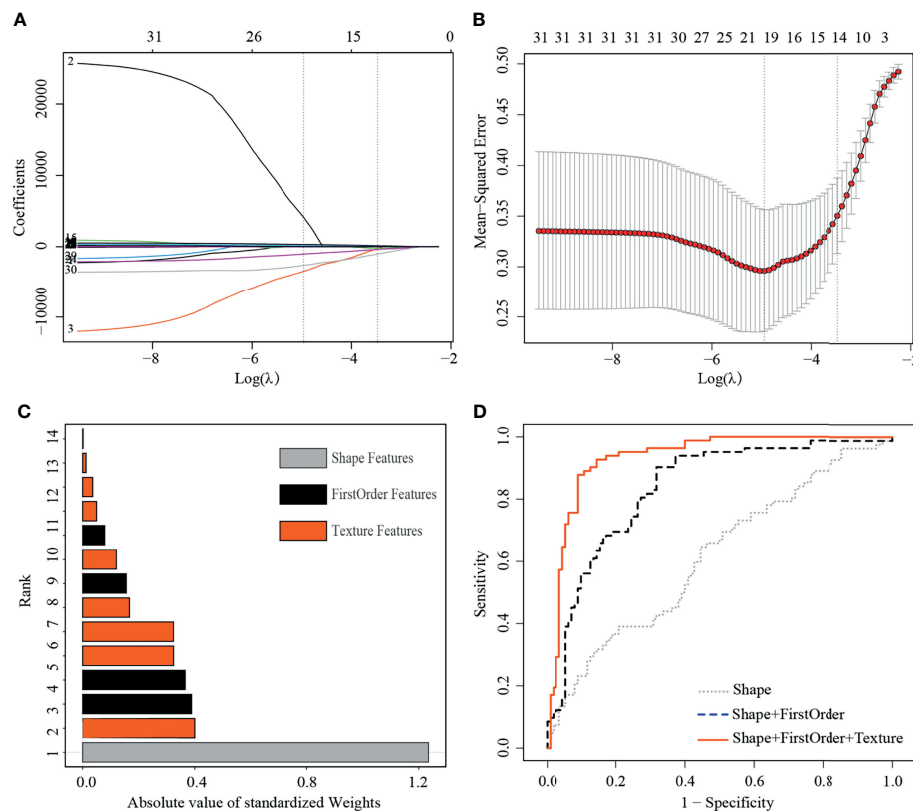 A
31 26 15 0
2
20000
10000
0
−10000
Coefficients
15
39
30
3
−8 −6 −4 −2
Log(λ)
B
31 31 31 31 31 31 30 27 25 21 19 16 15 14 10 3
0.50
0.45
0.40
0.35
0.30
0.25
Mean−Squared Error
−8 −6 −4 −2
Log(λ)
C
14
13
12
11
10
9
8
7
6
5
4
3
2
1
Rank
Shape Features
FirstOrder Features
Texture Features
0.0 0.4 0.8 1.2
Absolute value of standardized Weights
D
1.0
0.8
0.6
0.4
0.2
0.0
Sensitivity
Shape
Shape+FirstOrder
Shape+FirstOrder+Texture
0.0 0.2 0.4 0.6 0.8 1.0
1 − Specificity